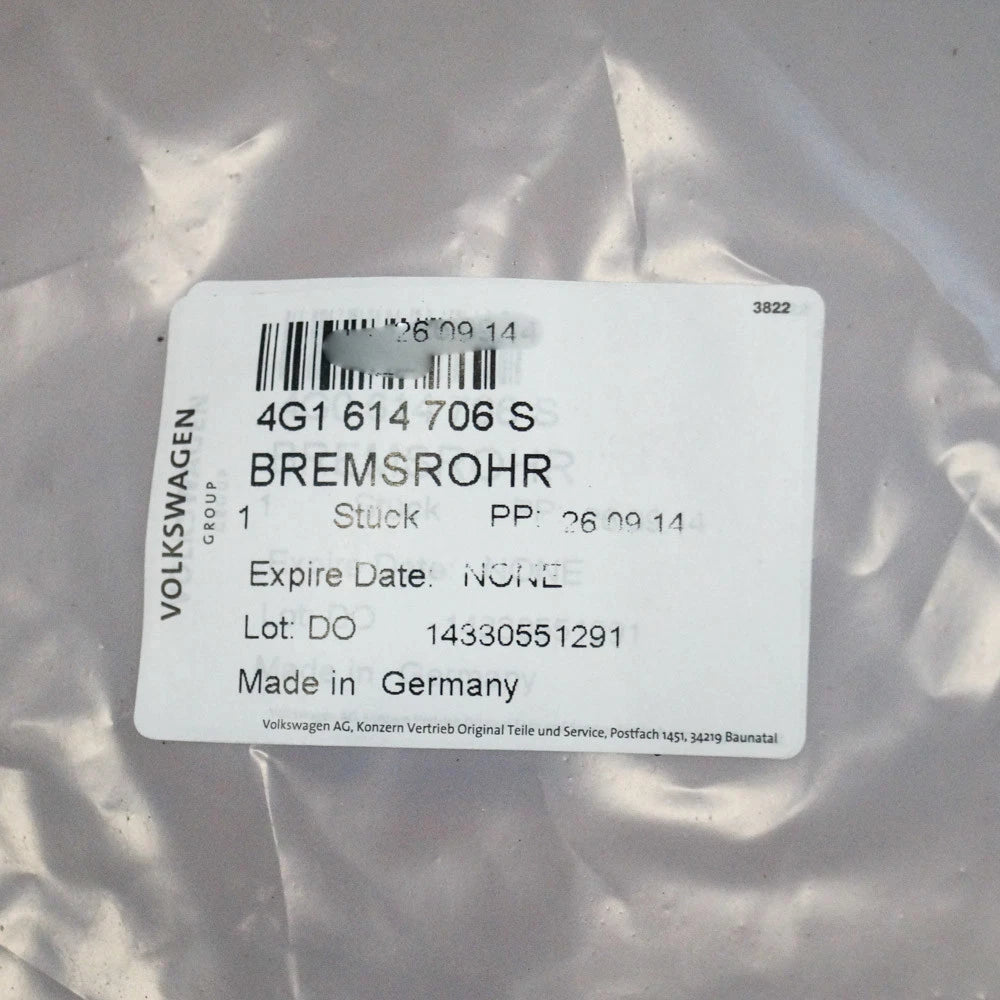 3822
26 09 14
4G1 614 706 S
BREMSROHR
1 Stück PP: 26 09 14
Expire Date: NONE
Lot: DO 14330551291
Made in Germany
Volkswagen AG, Konzern Vertrieb Original Teile und Service, Postfach 1451, 34219 Baunatal
VOLKSWAGEN
GROUP